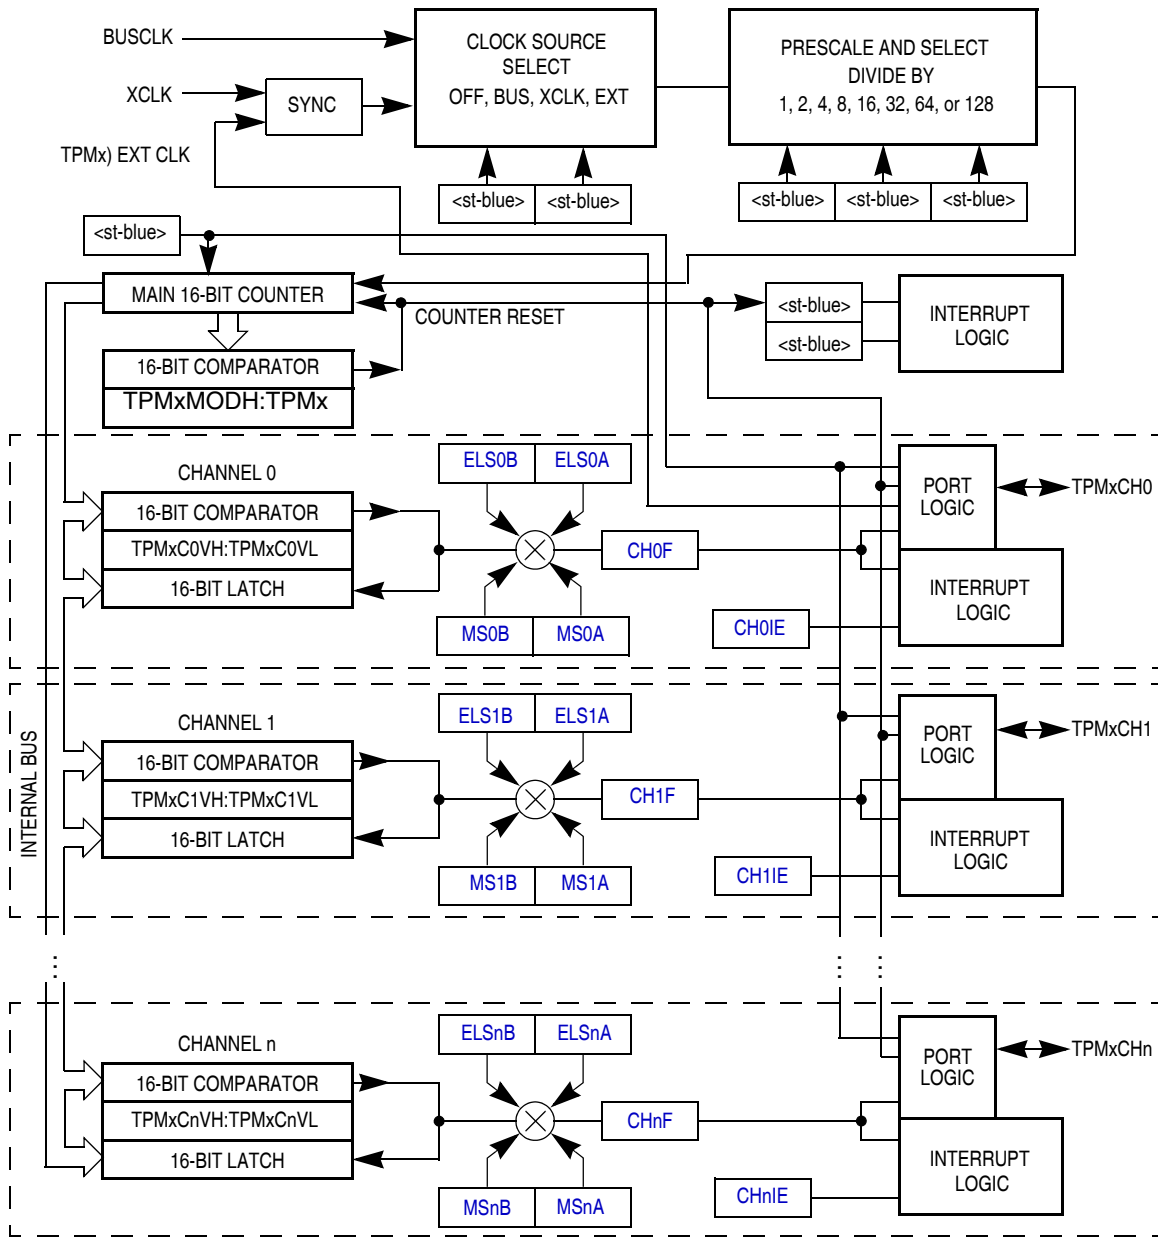 BUSCLK
CLOCK SOURCE
SELECT
OFF, BUS, XCLK, EXT
PRESCALE AND SELECT
DIVIDE BY
1, 2, 4, 8, 16, 32, 64, or 128
XCLK
SYNC
TPMx) EXT CLK
<st-blue> <st-blue>
<st-blue> <st-blue> <st-blue>
<st-blue>
MAIN 16-BIT COUNTER
COUNTER RESET
<st-blue>
<st-blue>
INTERRUPT
LOGIC
16-BIT COMPARATOR
TPMxMODH:TPMx
CHANNEL 0
ELS0B ELS0A
16-BIT COMPARATOR
TPMxC0VH:TPMxC0VL
16-BIT LATCH
CH0F
MS0B MS0A
CH0IE
PORT
LOGIC
TPMxCH0
INTERRUPT
LOGIC
INTERNAL BUS
CHANNEL 1
ELS1B ELS1A
16-BIT COMPARATOR
TPMxC1VH:TPMxC1VL
16-BIT LATCH
CH1F
MS1B MS1A
CH1IE
PORT
LOGIC
TPMxCH1
INTERRUPT
LOGIC
...
... ...
CHANNEL n
ELSnB ELSnA
16-BIT COMPARATOR
TPMxCnVH:TPMxCnVL
16-BIT LATCH
CHnF
MSnB MSnA
CHnIE
PORT
LOGIC
TPMxCHn
INTERRUPT
LOGIC